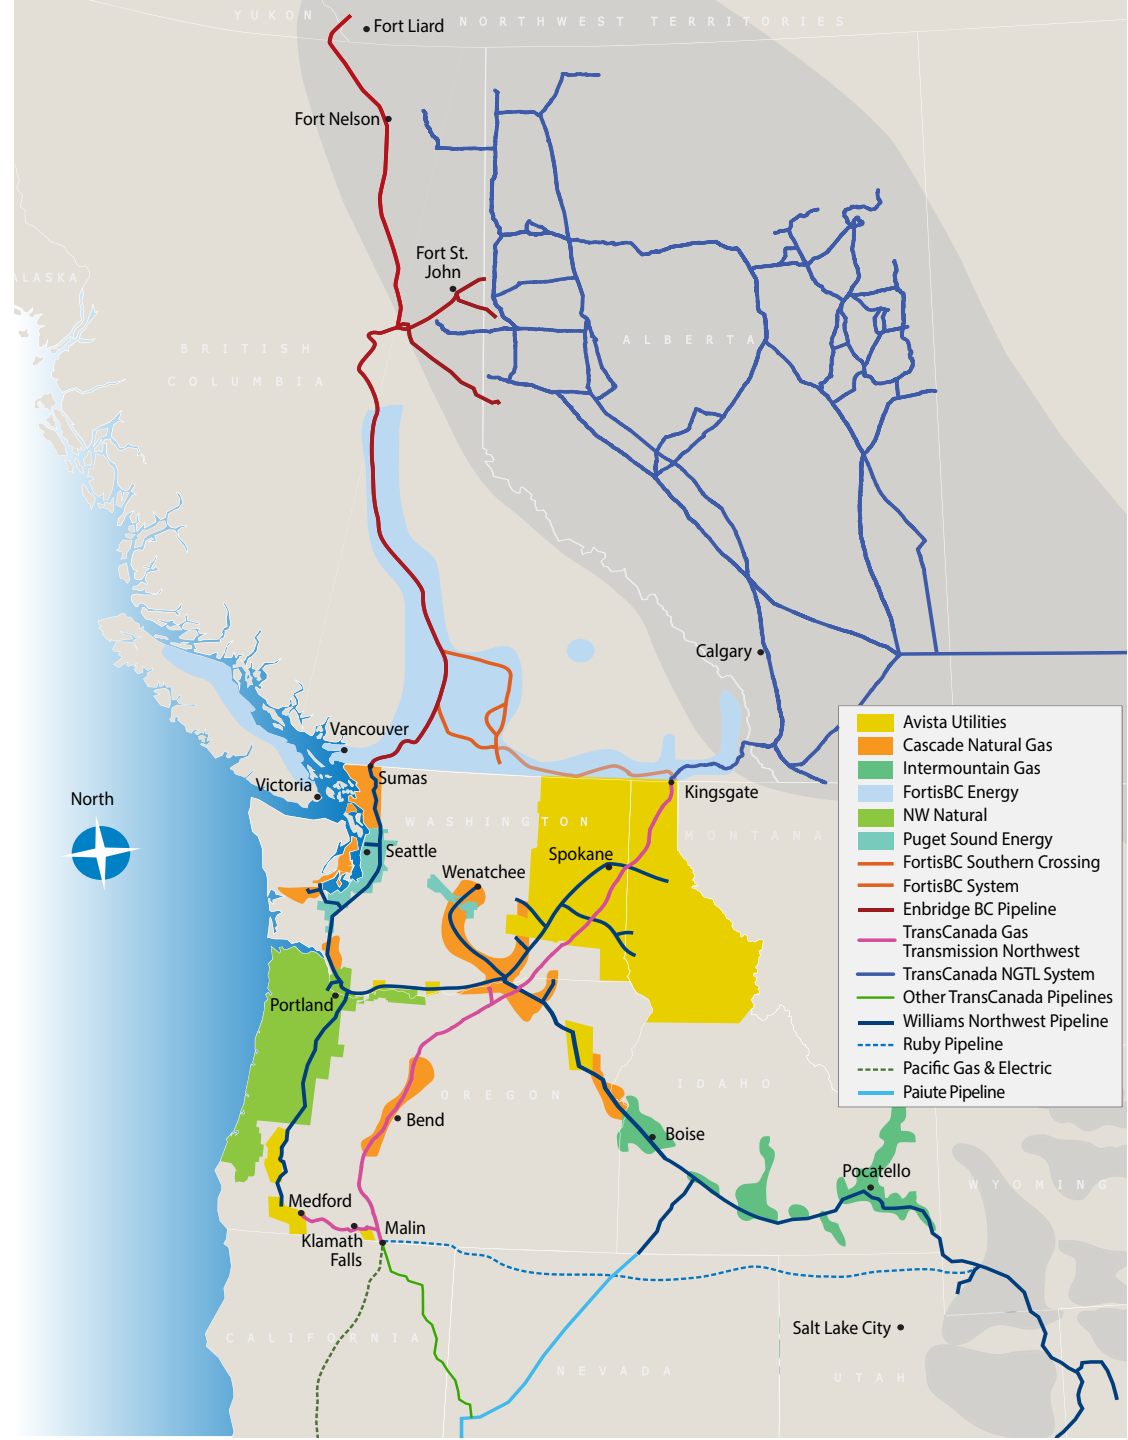 YUKON
NORTHWEST TERRITORIES
Fort Liard
Fort Nelson
Fort St.
John
ALASKA
BRITISH
COLUMBIA
ALBERTA
Calgary
Vancouver
Sumas
Victoria
Kingsgate
North
WASHINGTON
MONTANA
Seattle
Spokane
Wenatchee
Portland
OREGON
IDAHO
Bend
Boise
Pocatello
WYOMING
Medford
Malin
Klamath
Falls
CALIFORNIA
NEVADA
Salt Lake City
UTAH
Avista Utilities
Cascade Natural Gas
Intermountain Gas
FortisBC Energy
NW Natural
Puget Sound Energy
FortisBC Southern Crossing
FortisBC System
Enbridge BC Pipeline
TransCanada Gas
Transmission Northwest
TransCanada NGTL System
Other TransCanada Pipelines
Williams Northwest Pipeline
Ruby Pipeline
Pacific Gas & Electric
Paiute Pipeline